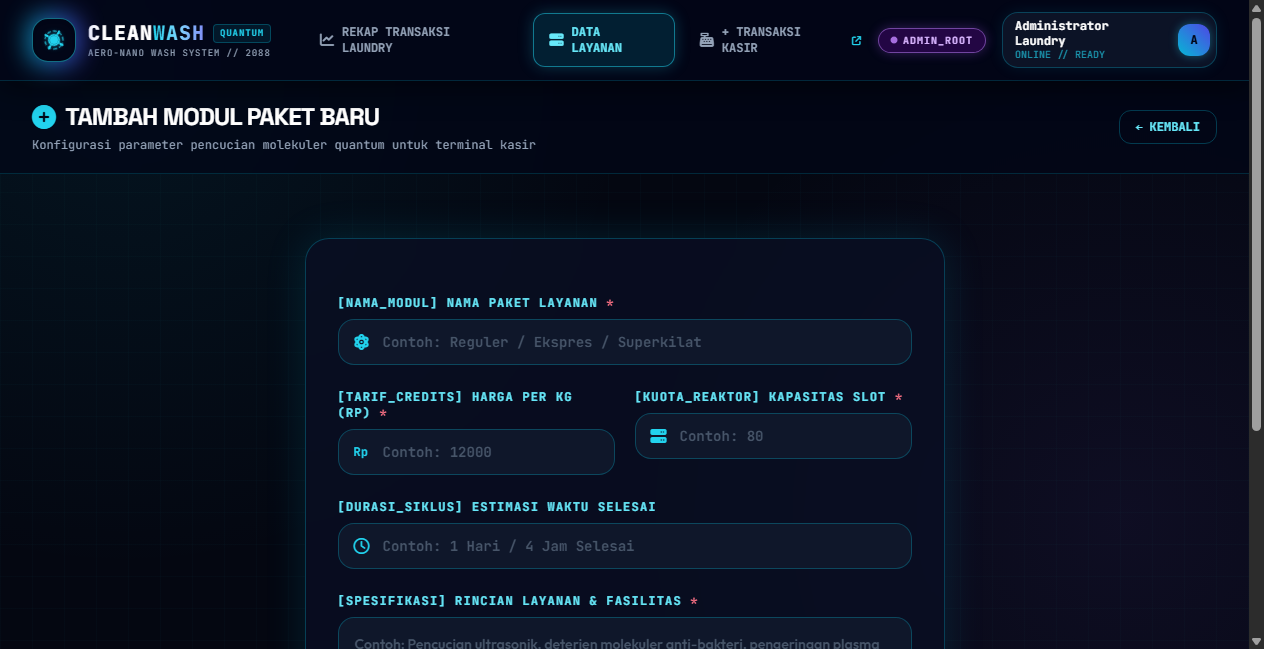 CLEANWASH QUANTUM
AERO-NANO WASH SYSTEM // 2088
REKAP TRANSAKSI
LAUNDRY
DATA
LAYANAN
+ TRANSAKSI
KASIR
ADMIN_ROOT
Administrator
Laundry
ONLINE // READY
A
TAMBAH MODUL PAKET BARU
Konfigurasi parameter pencucian molekuler quantum untuk terminal kasir
← KEMBALI
[NAMA_MODUL] NAMA PAKET LAYANAN *
Contoh: Reguler / Ekspres / Superkilat
[TARIF_CREDITS] HARGA PER KG
(RP) *
Rp Contoh: 12000
[KUOTA_REAKTOR] KAPASITAS SLOT *
Contoh: 80
[DURASI_SIKLUS] ESTIMASI WAKTU SELESAI
Contoh: 1 Hari / 4 Jam Selesai
[SPESIFIKASI] RINCIAN LAYANAN & FASILITAS *
Contoh: Pencucian ultrasonik, deterjen molekuler anti-bakteri, pengeringan plasma